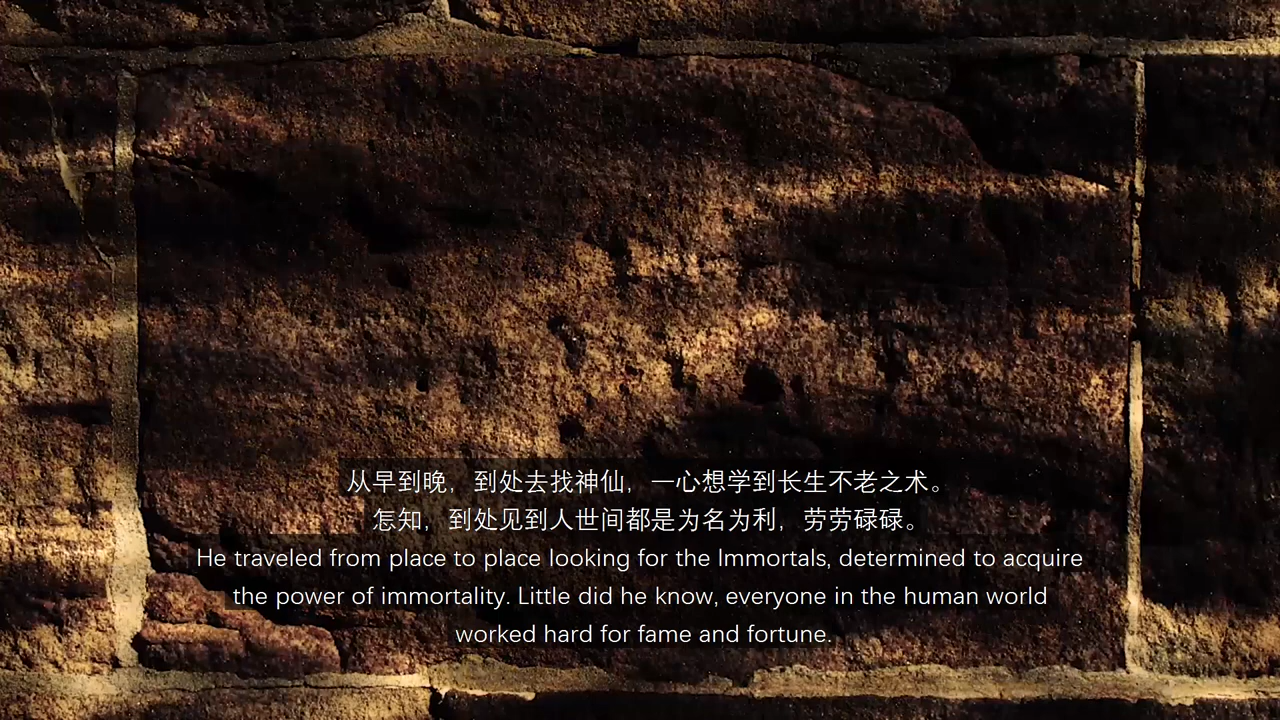 从早到晚，到处去找神仙，一心想学到长生不老之术。
怎知，到处见到人世间都是为名为利，劳劳碌碌。
He traveled from place to place looking for the Immortals, determined to acquire
the power of immortality. Little did he know, everyone in the human world
worked hard for fame and fortune.